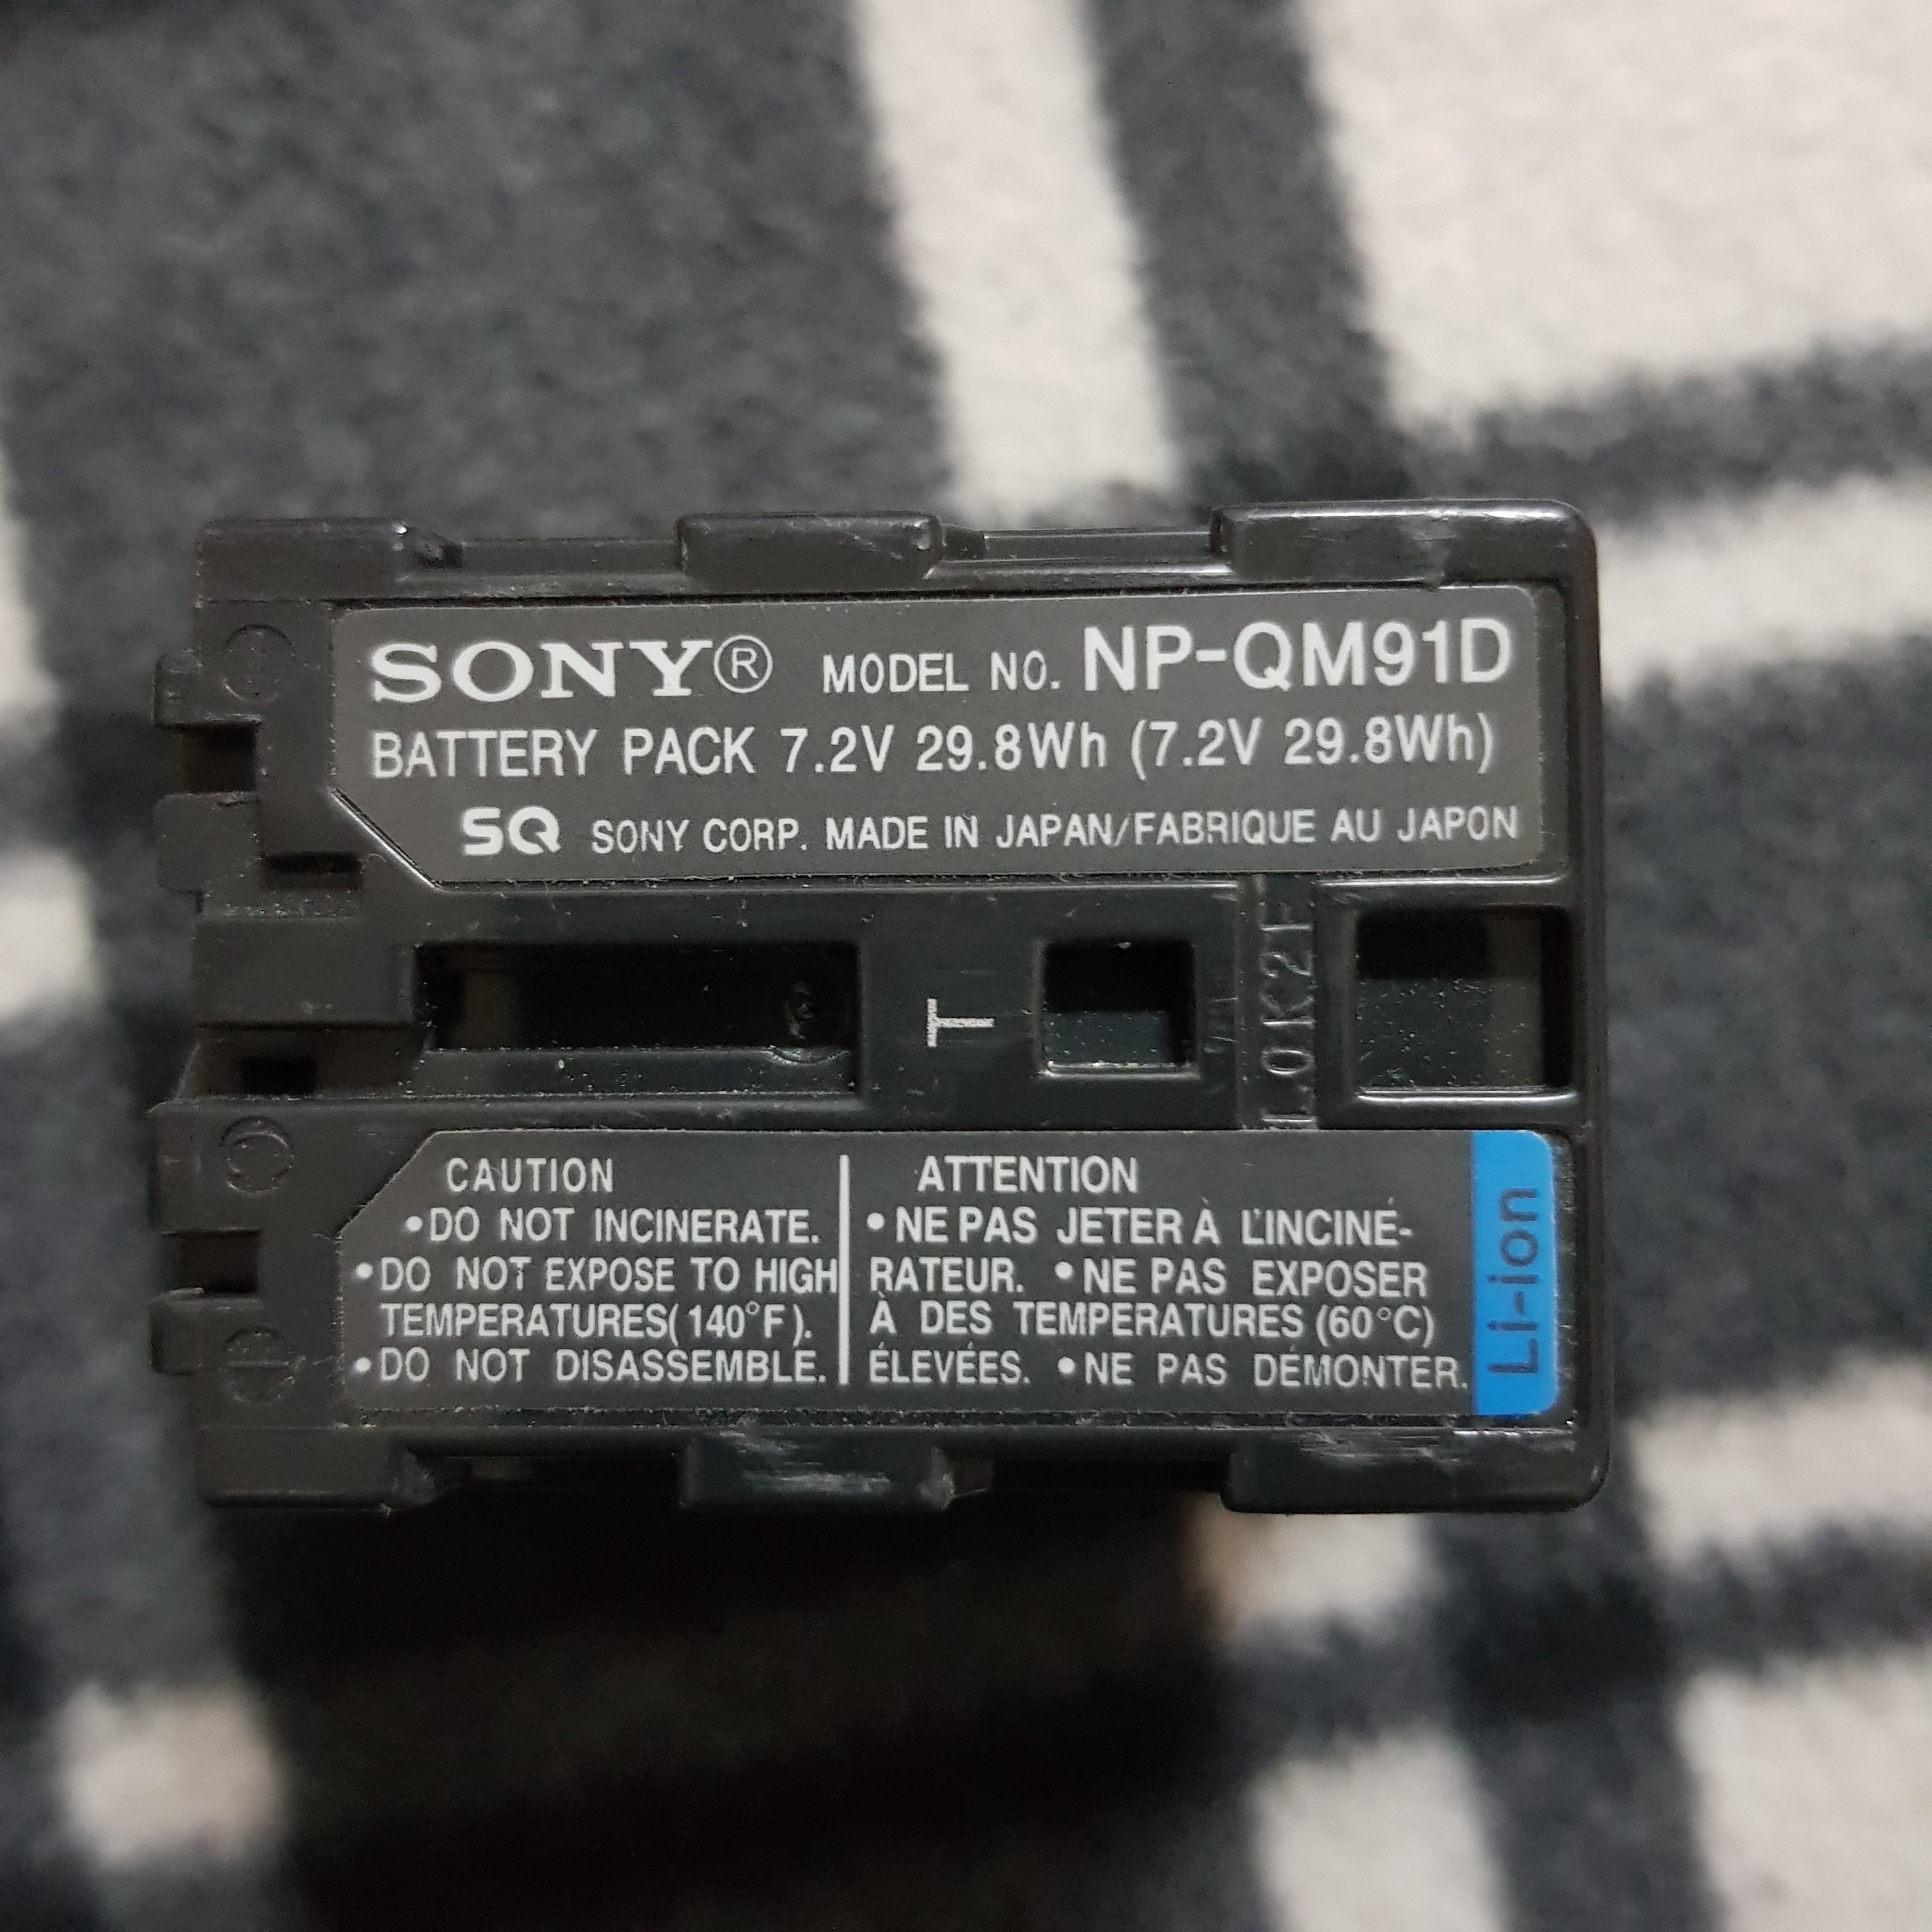 SONY® MODEL NO. NP-QM91D
BATTERY PACK 7.2V 29.8Wh (7.2V 29.8Wh)
SQ SONY CORP. MADE IN JAPAN/FABRIQUE AU JAPON
T
CAUTION
•DO NOT INCINERATE.
•DO NOT EXPOSE TO HIGH
TEMPERATURES(140°F).
•DO NOT DISASSEMBLE.
ATTENTION
•NE PAS JETER À L'INCINÉ-
RATEUR. •NE PAS EXPOSER
À DES TEMPERATURES (60°C)
ÉLEVÉES. •NE PAS DÉMONTER.
Li-ion